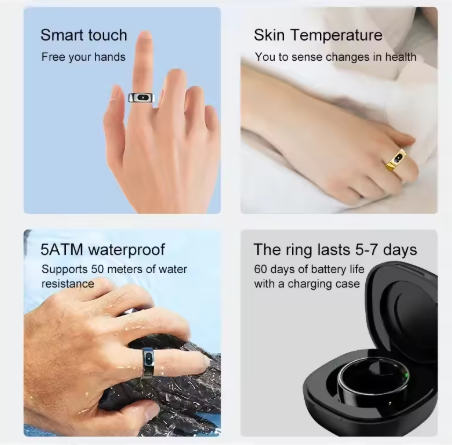 Smart touch
Free your hands
Skin Temperature
You to sense changes in health
5ATM waterproof
Supports 50 meters of water
resistance
The ring lasts 5-7 days
60 days of battery life
with a charging case